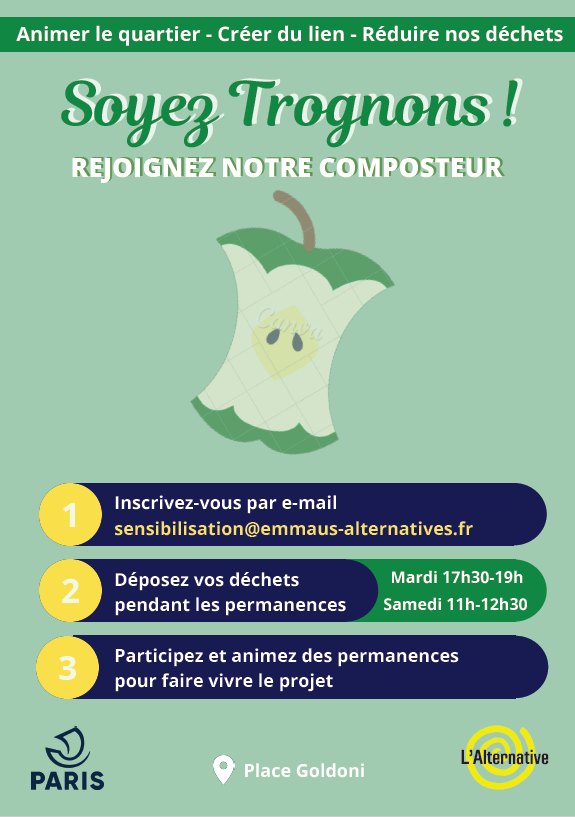 Animer le quartier - Créer du lien - Réduire nos déchets
Soyez Trognons !
REJOIGNEZ NOTRE COMPOSTEUR
Canva
1
Inscrivez-vous par e-mail
sensibilisation@emmaus-alternatives.fr
2
Déposez vos déchets
pendant les permanences
Mardi 17h30-19h
Samedi 11h-12h30
3
Participez et animez des permanences
pour faire vivre le projet
PARIS
Place Goldoni
L'Alternative